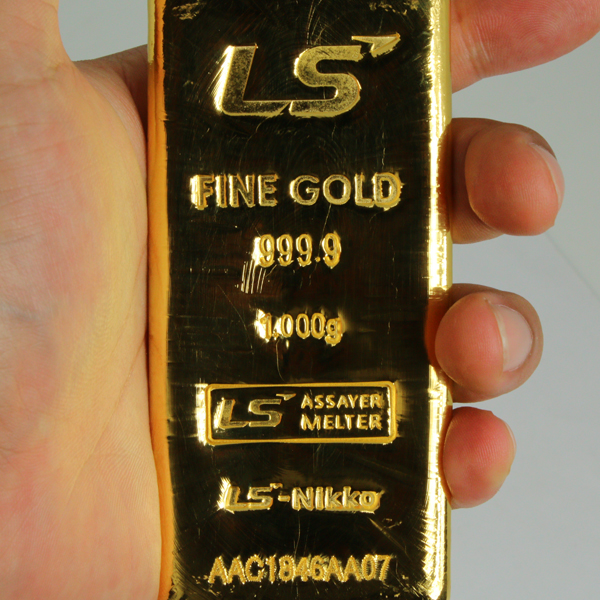 LS
FINE GOLD
999.9
1,000g
LS ASSAYER
MELTER
LS-Nikko
AAC1846AA07